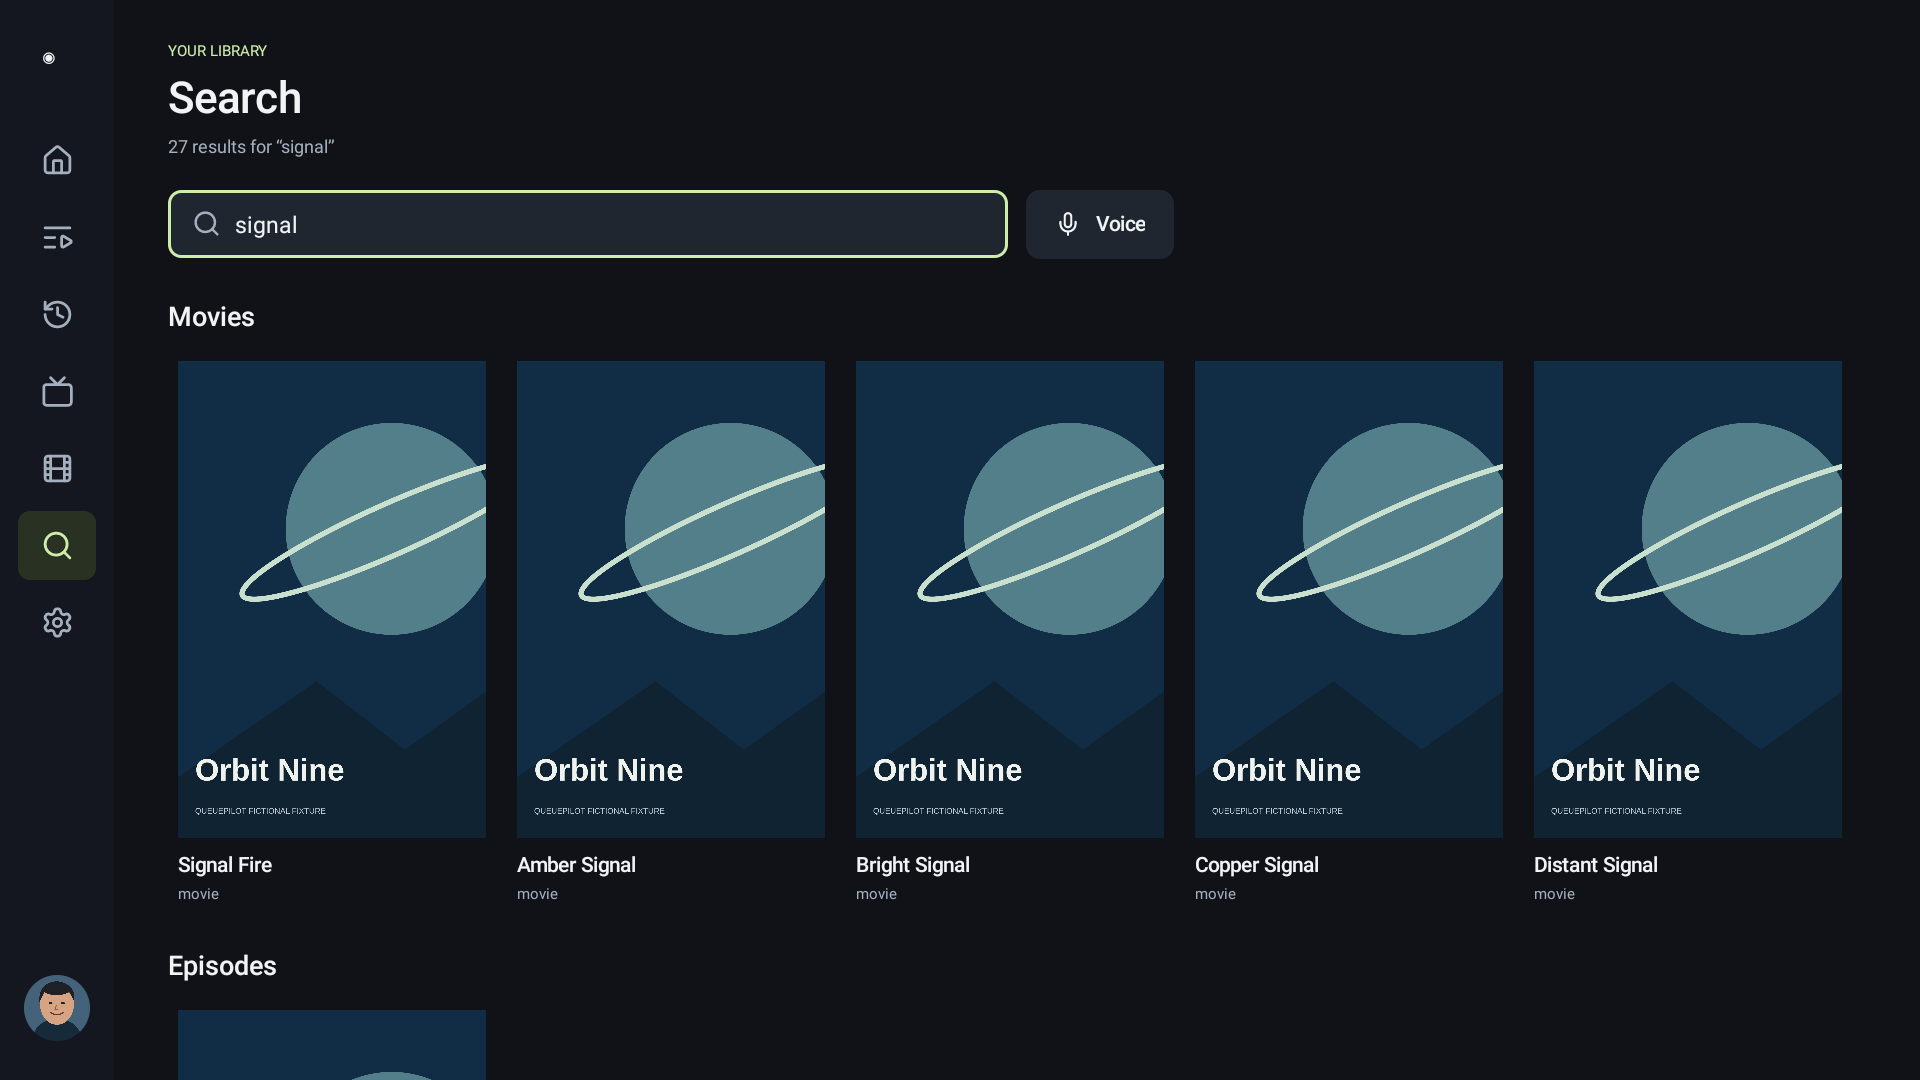 YOUR LIBRARY
Search
27 results for “signal”
signal
Voice
Movies
Orbit Nine
QUEUEPILOT FICTIONAL FIXTURE
Signal Fire
movie
Orbit Nine
QUEUEPILOT FICTIONAL FIXTURE
Amber Signal
movie
Orbit Nine
QUEUEPILOT FICTIONAL FIXTURE
Bright Signal
movie
Orbit Nine
QUEUEPILOT FICTIONAL FIXTURE
Copper Signal
movie
Orbit Nine
QUEUEPILOT FICTIONAL FIXTURE
Distant Signal
movie
Episodes